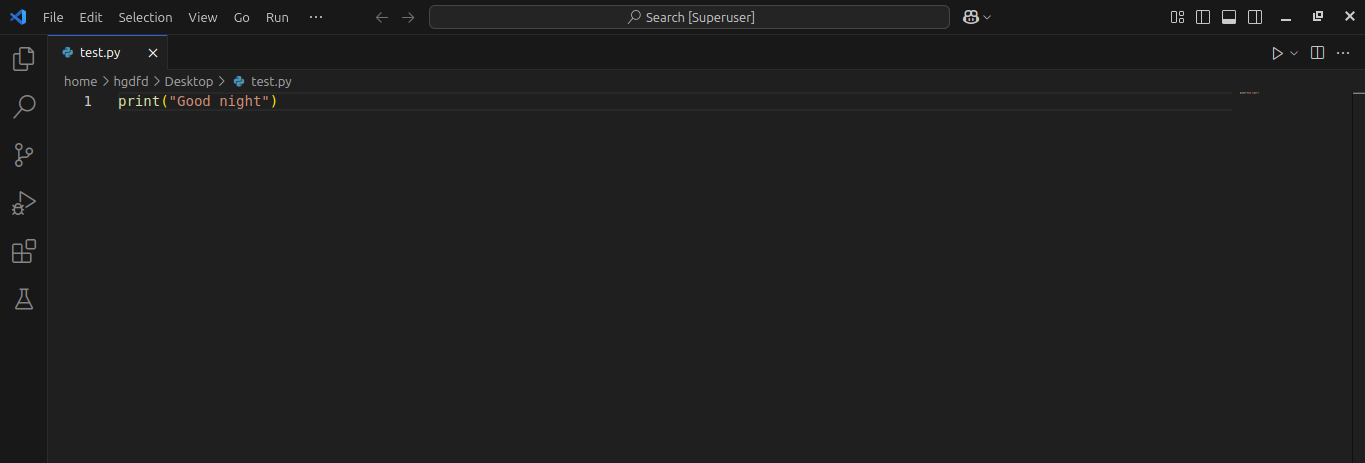 File Edit Selection View Go Run ··· Search [Superuser]
test.py
home > hgdfd > Desktop > test.py
1 print("Good night")